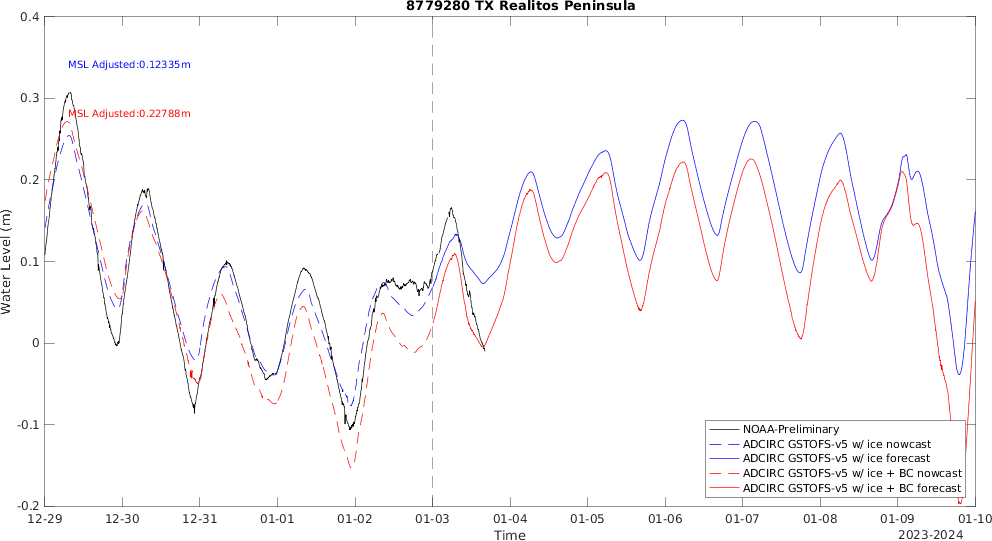 8779280 TX Realitos Peninsula
MSL Adjusted:0.12335m
MSL Adjusted:0.22788m
Water Level (m)
0.4
0.3
0.2
0.1
0
-0.1
-0.2
NOAA-Preliminary
ADCIRC GSTOFS-v5 w/ ice nowcast
ADCIRC GSTOFS-v5 w/ ice forecast
ADCIRC GSTOFS-v5 w/ ice + BC nowcast
ADCIRC GSTOFS-v5 w/ ice + BC forecast
12-29 12-30 12-31 01-01 01-02 01-03 01-04 01-05 01-06 01-07 01-08 01-09 01-10
Time
2023-2024